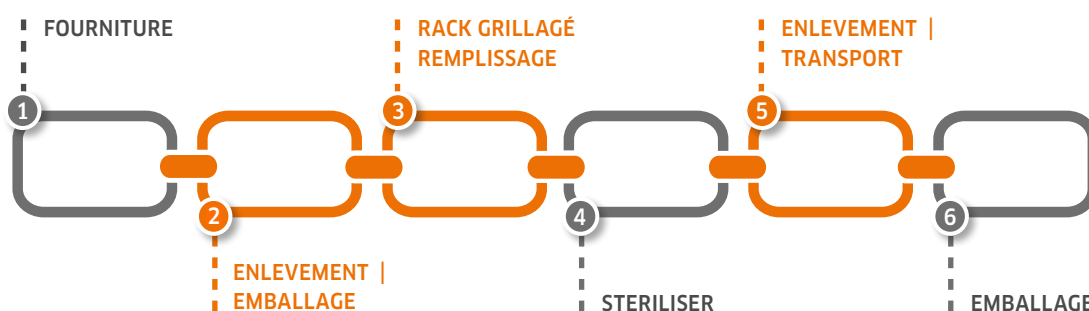 1 FOURNITURE
2 ENLEVEMENT |
EMBALLAGE
3 RACK GRILLAGÉ
REMPLISSAGE
4 STERILISER
5 ENLEVEMENT |
TRANSPORT
6 EMBALLAGE